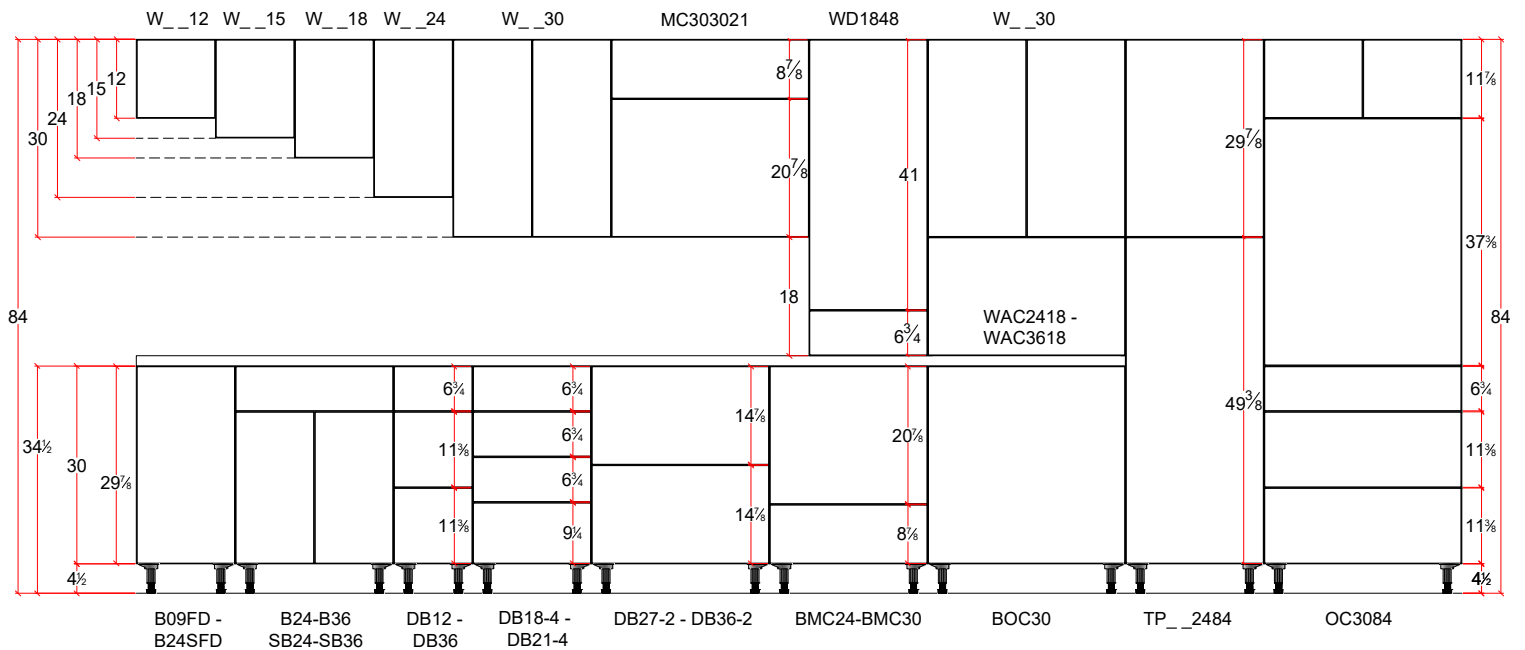 W_ _12 W_ _15 W_ _18 W_ _24 W_ _30 MC303021 WD1848 W_ _30
12
15
18
24
30
8⅞
20⅞
18
41
6¾
29⅞
49⅜
11⅞
37⅜
6¾
11⅜
11⅜
4½
84
84
WAC2418 -
WAC3618
34½
30
29⅞
4½
6¾
11⅜
11⅜
6¾
6¾
6¾
9¼
14⅞
14⅞
20⅞
8⅞
B09FD -
B24SFD
B24-B36
SB24-SB36
DB12 -
DB36
DB18-4 -
DB21-4
DB27-2 - DB36-2
BMC24-BMC30
BOC30
TP_ _2484
OC3084